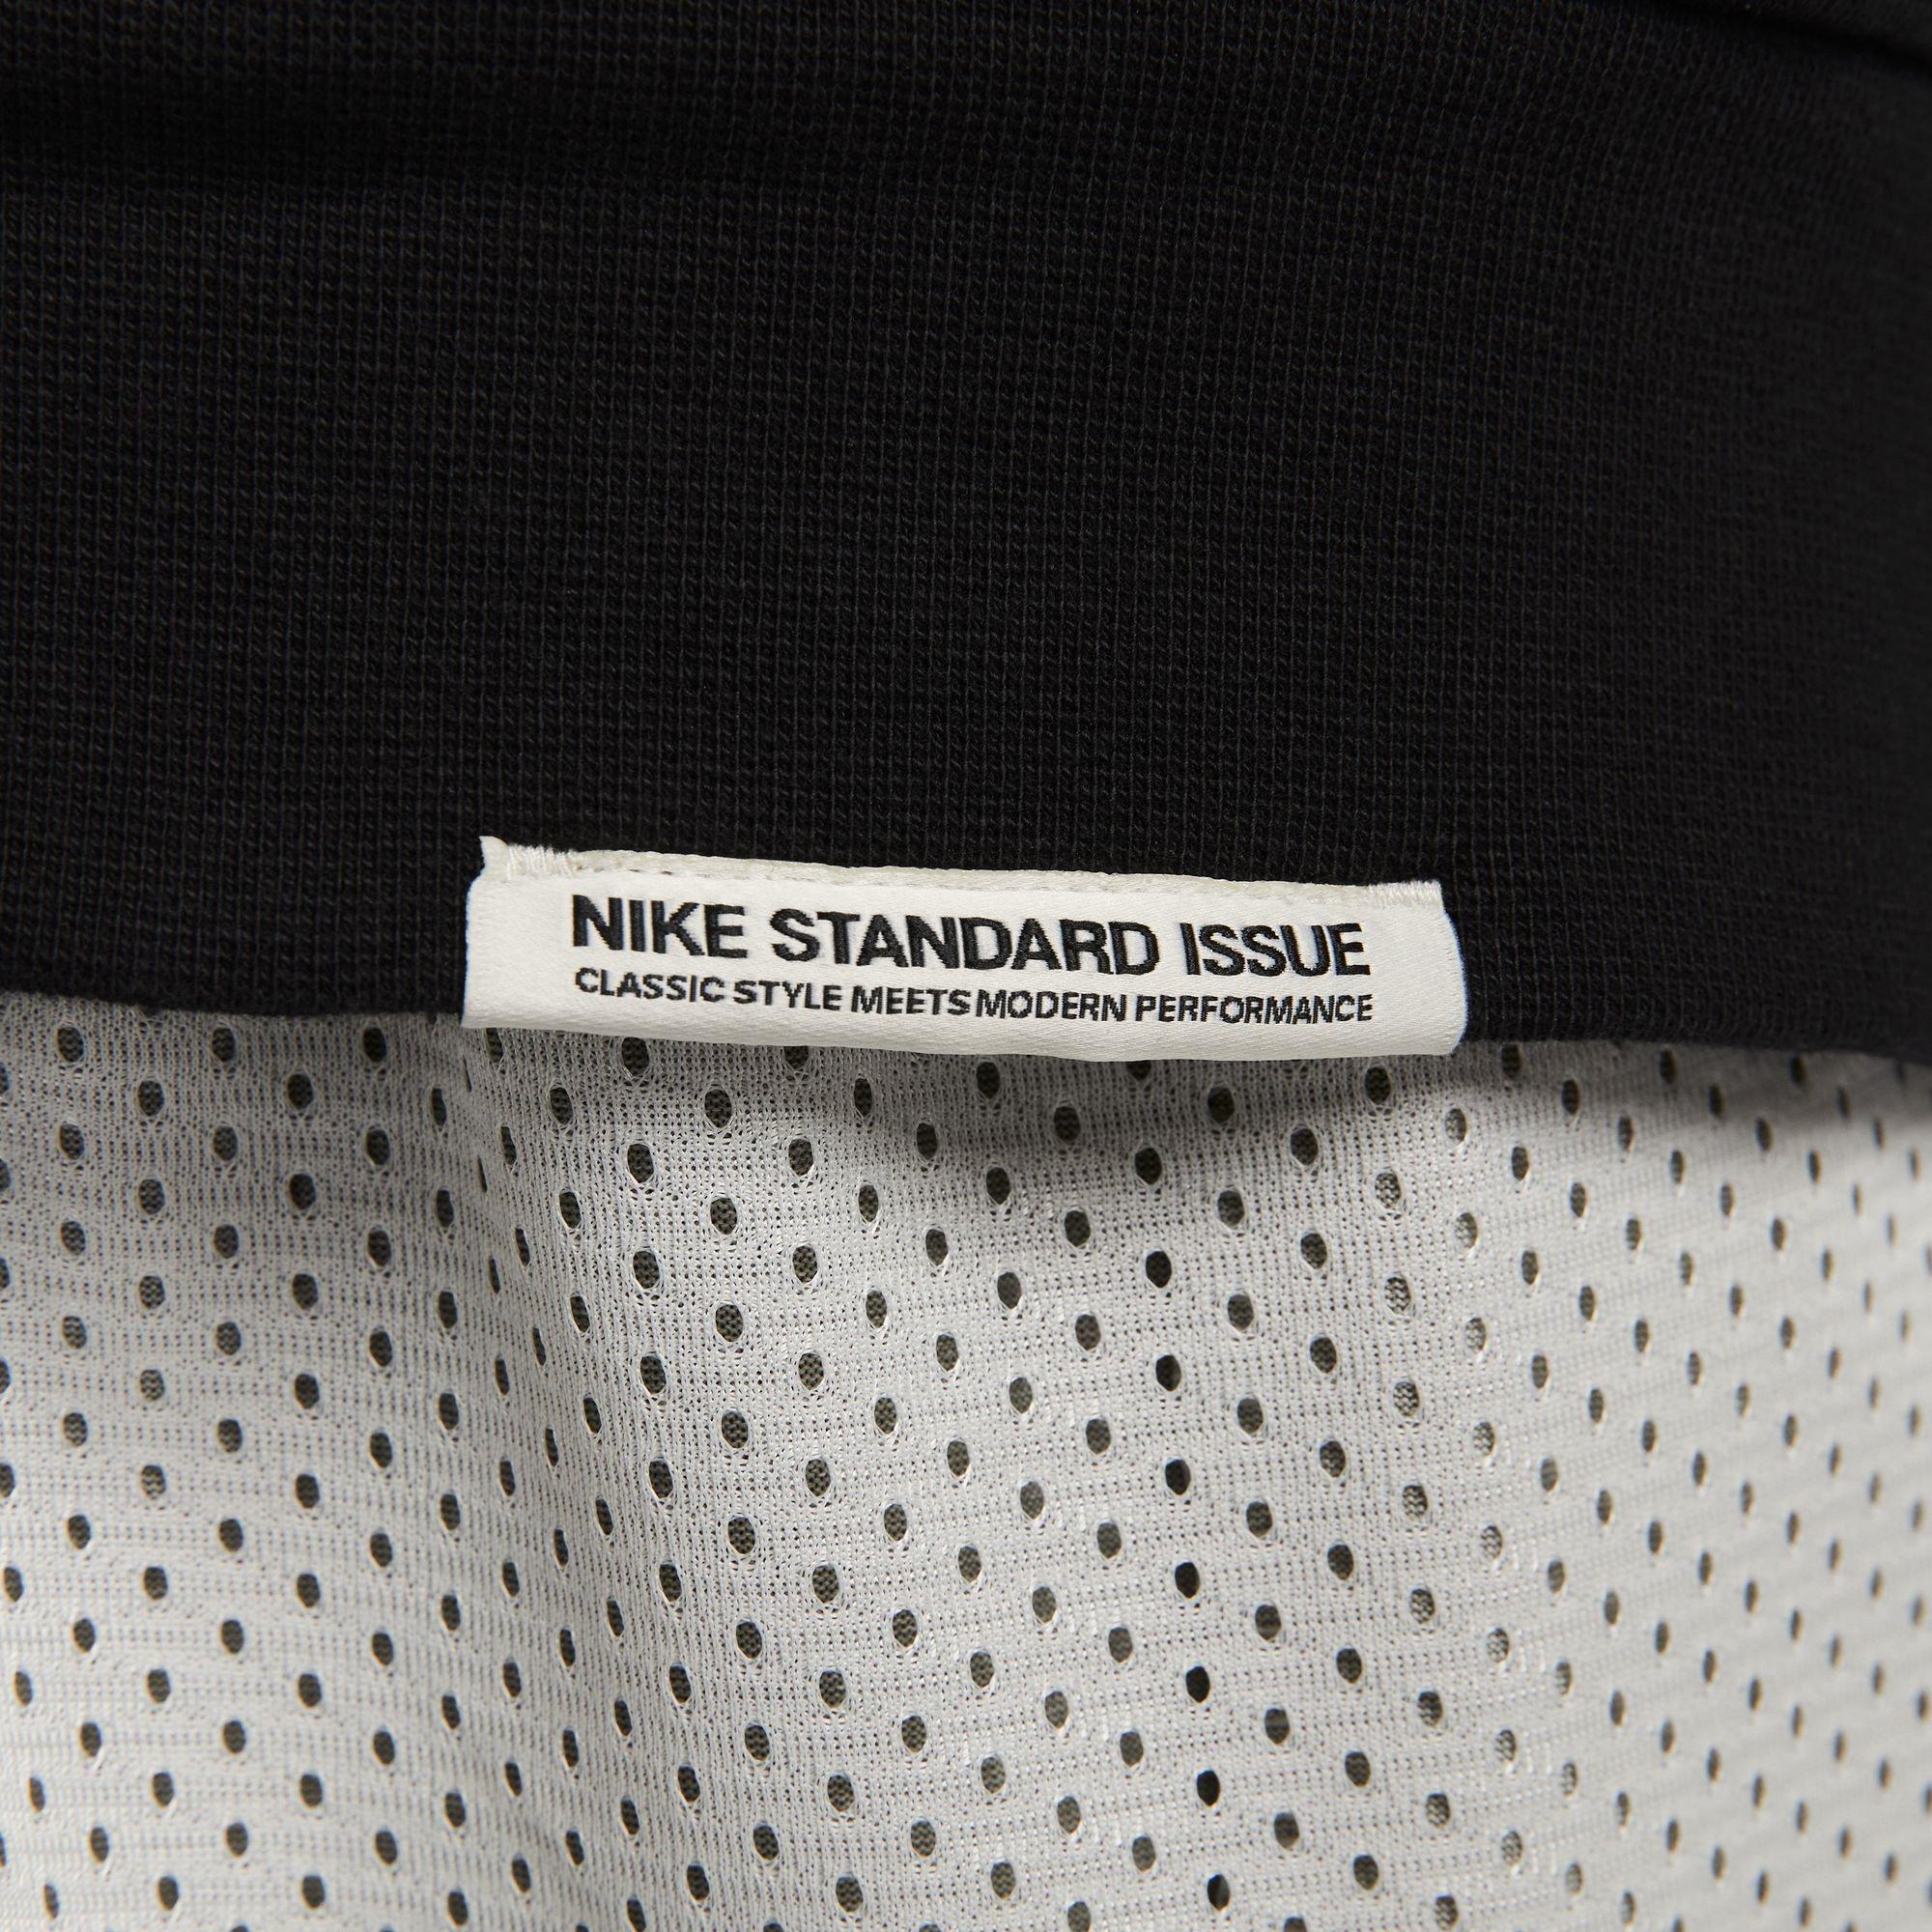 NIKE STANDARD ISSUE
CLASSIC STYLE MEETS MODERN PERFORMANCE